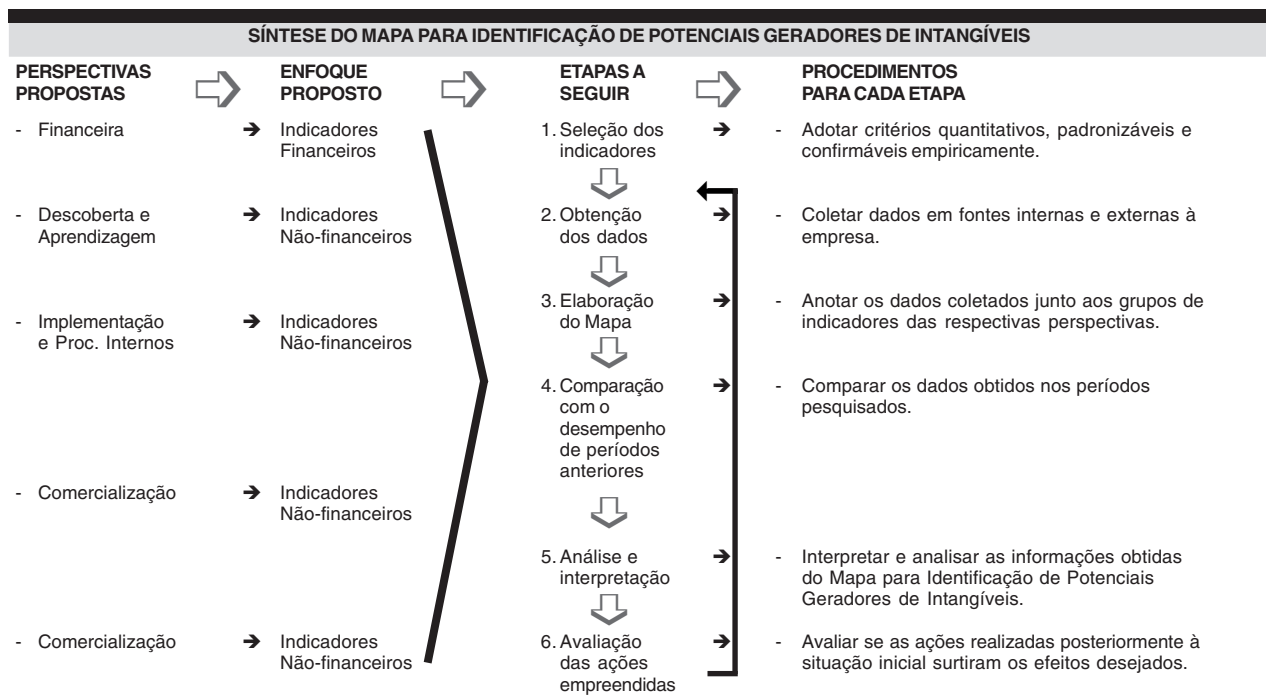 SÍNTESE DO MAPA PARA IDENTIFICAÇÃO DE POTENCIAIS GERADORES DE INTANGÍVEIS
PERSPECTIVAS
PROPOSTAS
ENFOQUE
PROPOSTO
ETAPAS A
SEGUIR
PROCEDIMENTOS
PARA CADA ETAPA
- Financeira
Indicadores
Financeiros
1. Seleção dos
indicadores
- Adotar critérios quantitativos, padronizáveis e
confirmáveis empiricamente.
- Descoberta e
Aprendizagem
Indicadores
Não-financeiros
2. Obtenção
dos dados
- Coletar dados em fontes internas e externas à
empresa.
- Implementação
e Proc. Internos
Indicadores
Não-financeiros
3. Elaboração
do Mapa
- Anotar os dados coletados junto aos grupos de
indicadores das respectivas perspectivas.
4. Comparação
com o
desempenho
de períodos
anteriores
- Comparar os dados obtidos nos períodos
pesquisados.
- Comercialização
Indicadores
Não-financeiros
5. Análise e
interpretação
- Interpretar e analisar as informações obtidas
do Mapa para Identificação de Potenciais
Geradores de Intangíveis.
- Comercialização
Indicadores
Não-financeiros
6. Avaliação
das ações
empreendidas
- Avaliar se as ações realizadas posteriormente à
situação inicial surtiram os efeitos desejados.